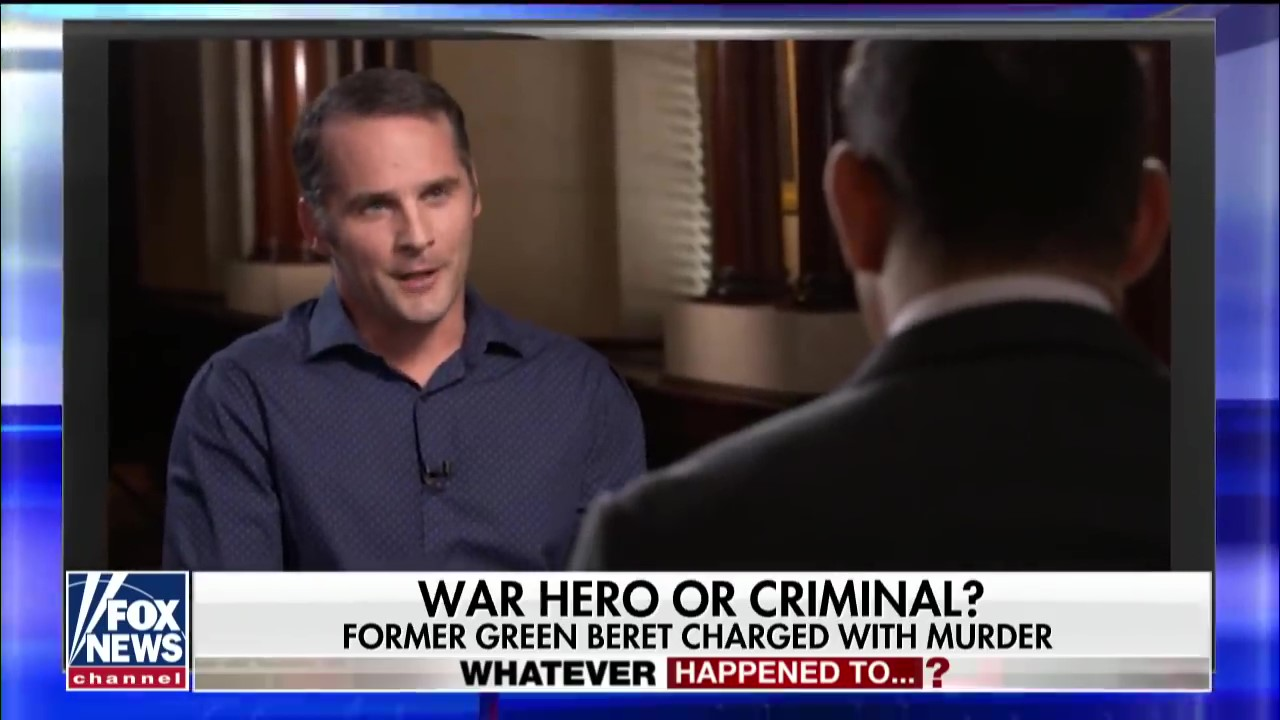 WAR HERO OR CRIMINAL?
FORMER GREEN BERET CHARGED WITH MURDER
WHATEVER HAPPENED TO...?
FOX
NEWS
channel